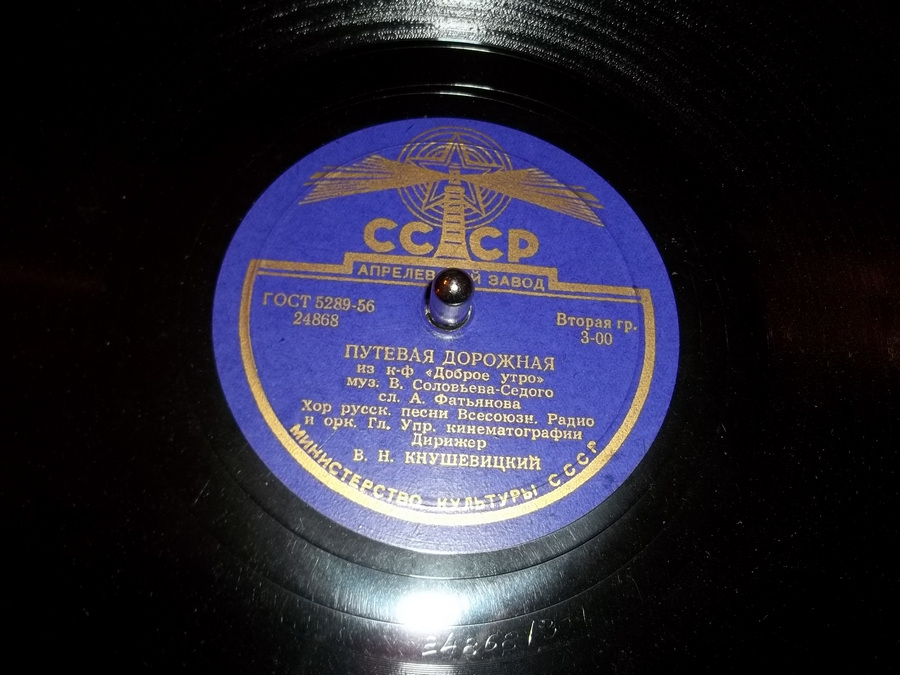 СССР
АПРЕЛЕВ Й ЗАВОД
ГОСТ 5289-56
24868
Вторая гр.
3-00
ПУТЕВАЯ ДОРОЖНАЯ
из к-ф «Доброе утро»
муз. В. Соловьева-Седого
сл. А. Фатьянова
Хор русск. песни Всесоюзн. Радио
и орк. Гл. Упр. кинематографии
Дирижер
В. Н. КНУШЕВИЦКИЙ
МИНИСТЕРСТВО КУЛЬТУРЫ СССР